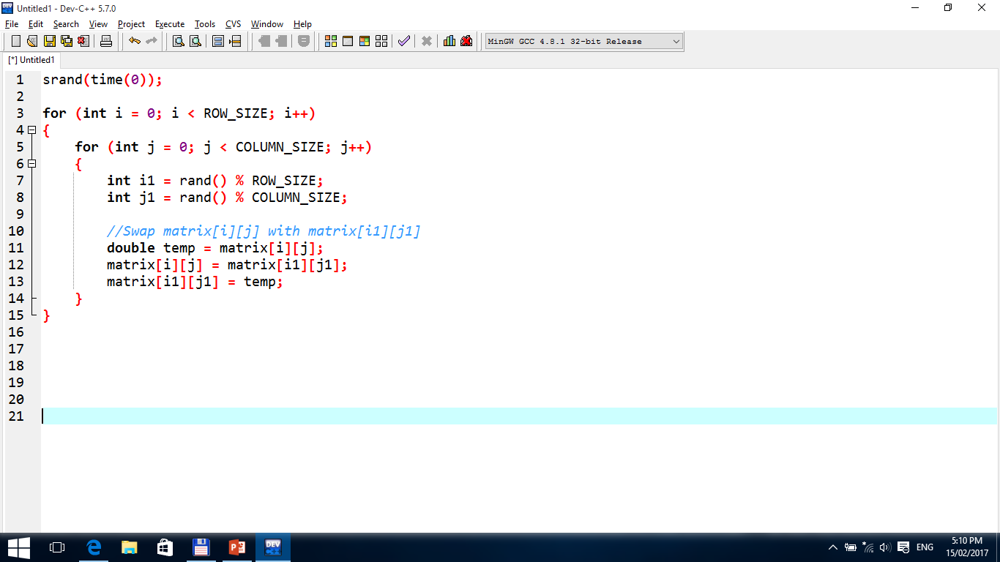 Untitled1 - Dev-C++ 5.7.0
File Edit Search View Project Execute Tools CVS Window Help
MinGW GCC 4.8.1 32-bit Release
[*] Untitled1
1 srand(time(0));
2
3 for (int i = 0; i < ROW_SIZE; i++)
4 {
5     for (int j = 0; j < COLUMN_SIZE; j++)
6     {
7         int i1 = rand() % ROW_SIZE;
8         int j1 = rand() % COLUMN_SIZE;
9
10         //Swap matrix[i][j] with matrix[i1][j1]
11         double temp = matrix[i][j];
12         matrix[i][j] = matrix[i1][j1];
13         matrix[i1][j1] = temp;
14     }
15 }
16
17
18
19
20
21
DEV
ENG
5:10 PM
15/02/2017